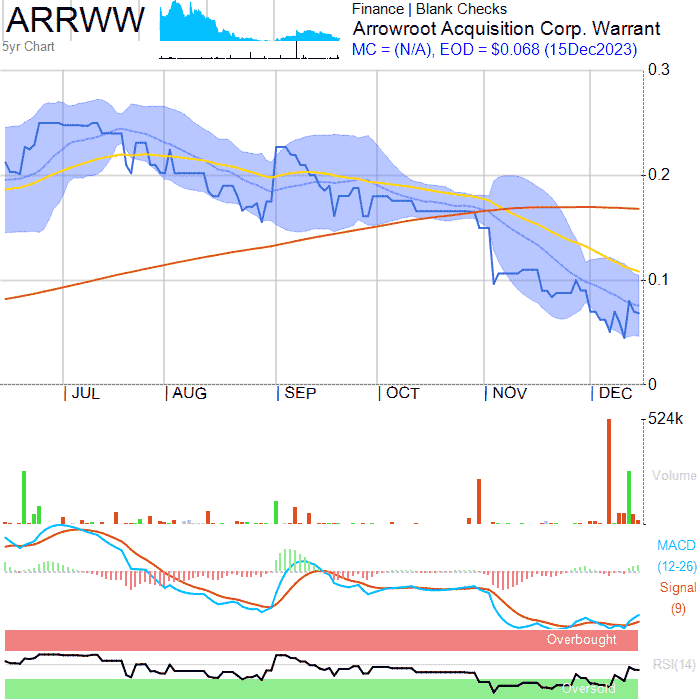 ARRWW
5yr Chart
Finance | Blank Checks
Arrowroot Acquisition Corp. Warrant
MC = (N/A), EOD = $0.068 (15Dec2023)
0.3
0.2
0.1
0
JUL AUG SEP OCT NOV DEC
524k
Volume
MACD
(12-26)
Signal
(9)
Overbought
RSI(14)
Oversold